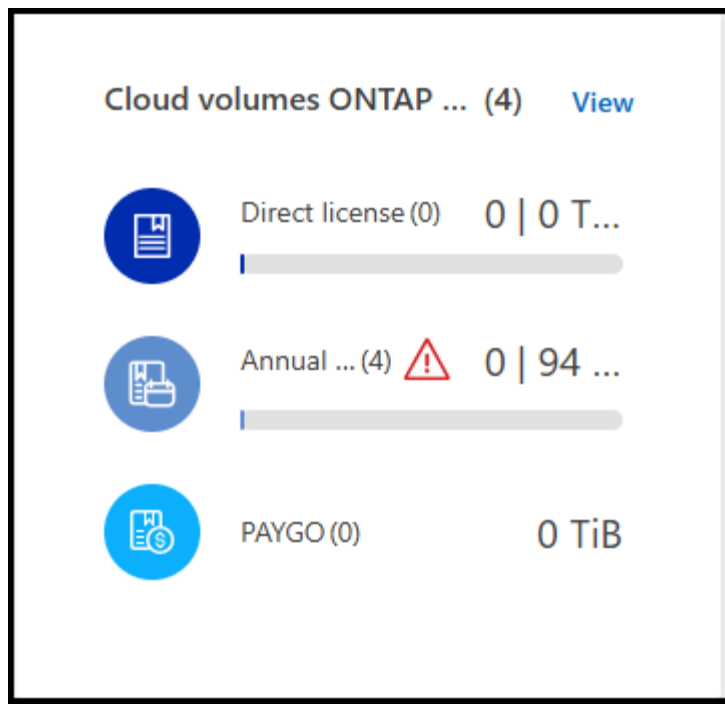 Cloud volumes ONTAP ... (4) View
Direct license (0) 0 | 0 T...
Annual ... (4) 0 | 94 ...
PAYGO (0) 0 TiB